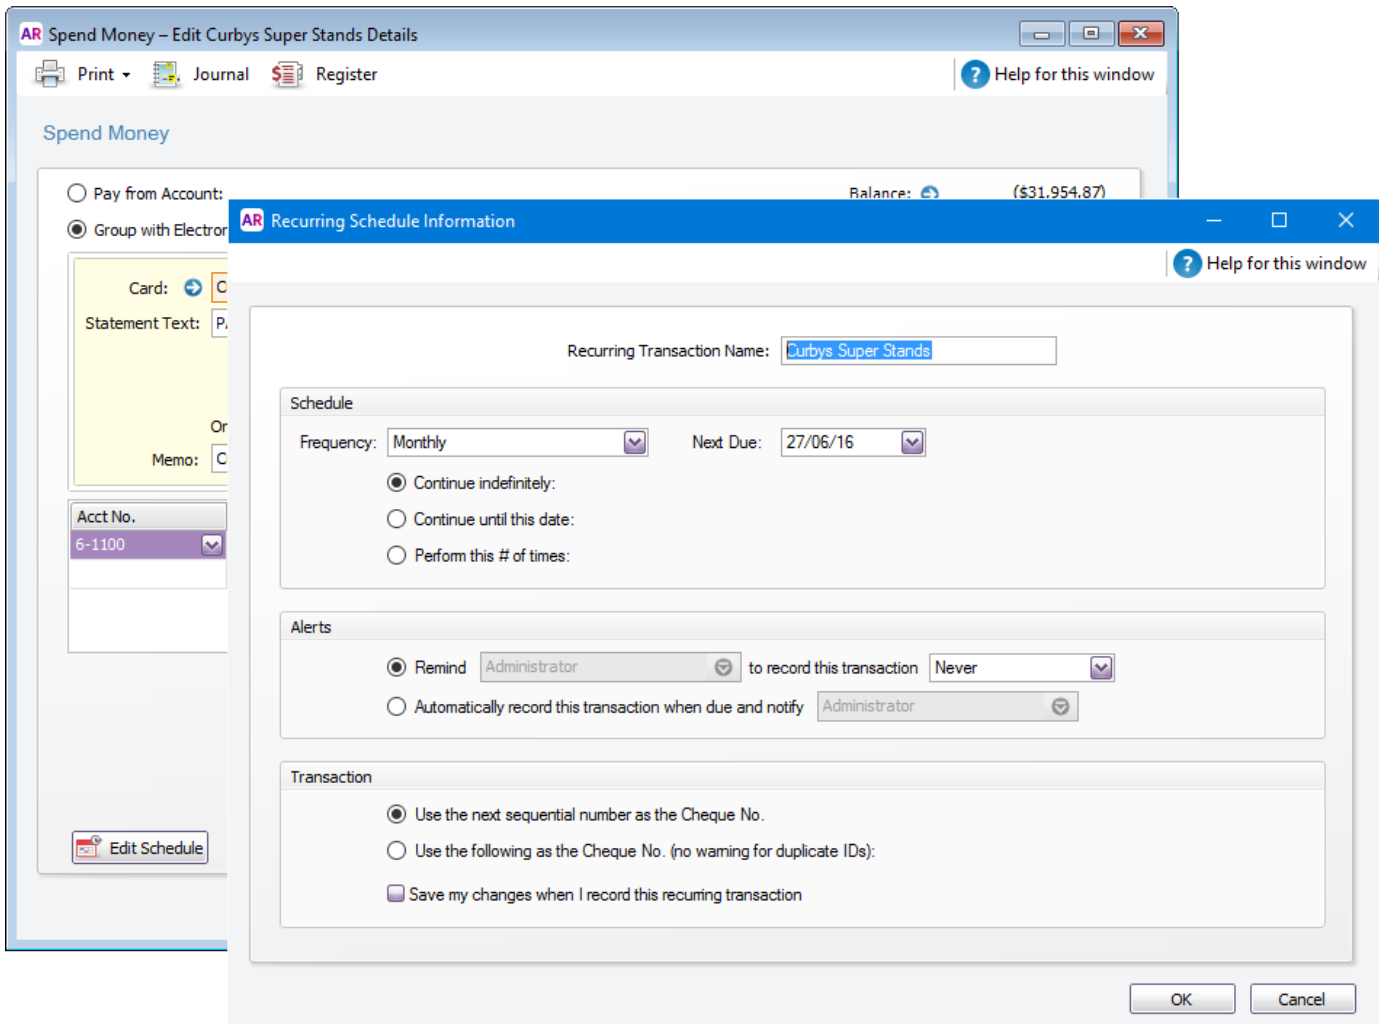 AR Spend Money – Edit Curbys Super Stands Details
Print Journal Register ? Help for this window
Spend Money
Pay from Account: Balance: ($31,954.87)
Group with Electron
AR Recurring Schedule Information
? Help for this window
Card:
Statement Text:
Memo:
Acct No.
6-1100
Edit Schedule
Recurring Transaction Name: Curbys Super Stands
Schedule
Frequency: Monthly Next Due: 27/06/16
Continue indefinitely:
Continue until this date:
Perform this # of times:
Alerts
Remind Administrator to record this transaction Never
Automatically record this transaction when due and notify Administrator
Transaction
Use the next sequential number as the Cheque No.
Use the following as the Cheque No. (no warning for duplicate IDs):
Save my changes when I record this recurring transaction
OK Cancel